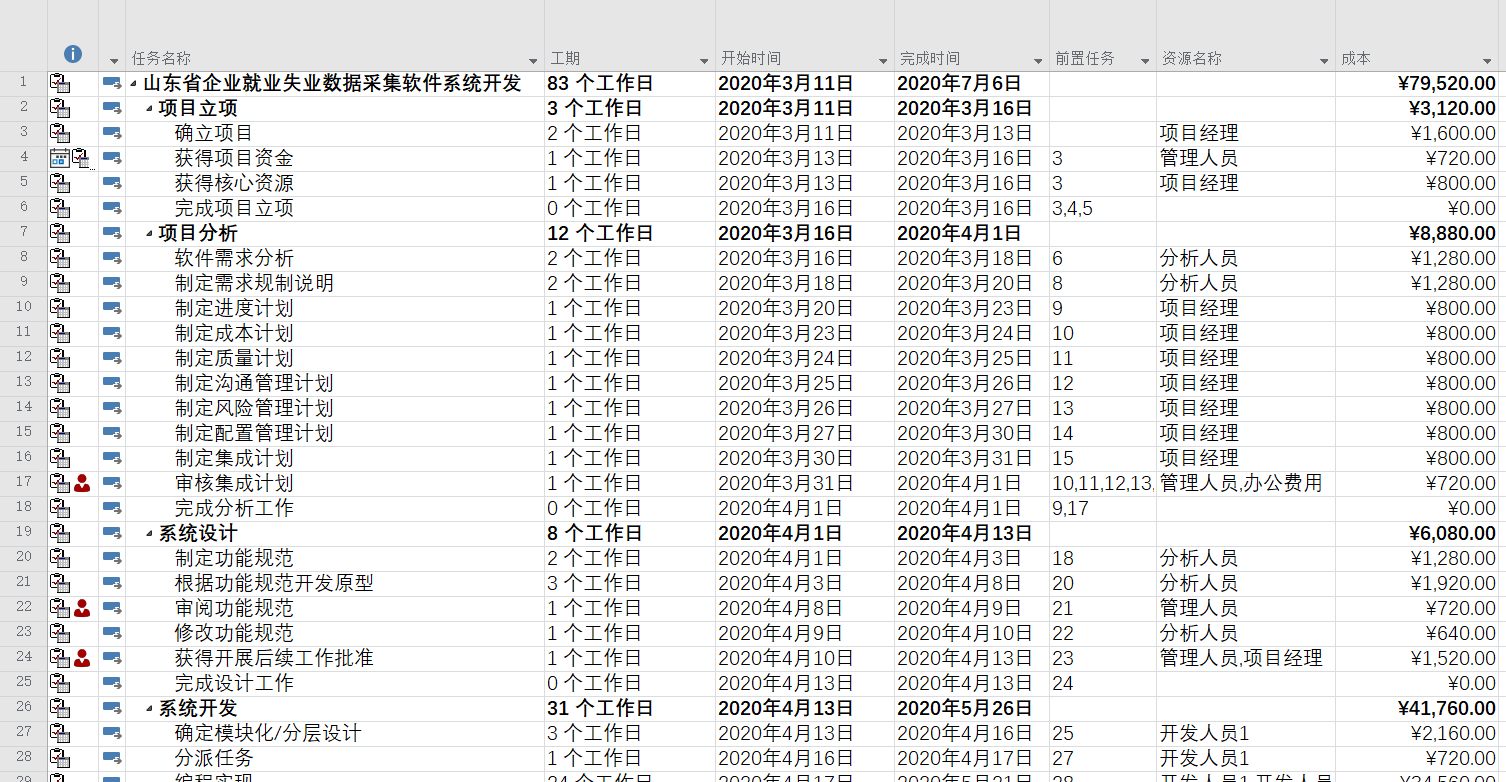 任务名称 工期 开始时间 完成时间 前置任务 资源名称 成本
1 山东省企业就业失业数据采集软件系统开发 83 个工作日 2020年3月11日 2020年7月6日 ¥79,520.00
2 项目立项 3 个工作日 2020年3月11日 2020年3月16日 ¥3,120.00
3 确立项目 2 个工作日 2020年3月11日 2020年3月13日 项目经理 ¥1,600.00
4 获得项目资金 1 个工作日 2020年3月13日 2020年3月16日 3 管理人员 ¥720.00
5 获得核心资源 1 个工作日 2020年3月13日 2020年3月16日 3 项目经理 ¥800.00
6 完成项目立项 0 个工作日 2020年3月16日 2020年3月16日 3,4,5 ¥0.00
7 项目分析 12 个工作日 2020年3月16日 2020年4月1日 ¥8,880.00
8 软件需求分析 2 个工作日 2020年3月16日 2020年3月18日 6 分析人员 ¥1,280.00
9 制定需求规制说明 2 个工作日 2020年3月18日 2020年3月20日 8 分析人员 ¥1,280.00
10 制定进度计划 1 个工作日 2020年3月20日 2020年3月23日 9 项目经理 ¥800.00
11 制定成本计划 1 个工作日 2020年3月23日 2020年3月24日 10 项目经理 ¥800.00
12 制定质量计划 1 个工作日 2020年3月24日 2020年3月25日 11 项目经理 ¥800.00
13 制定沟通管理计划 1 个工作日 2020年3月25日 2020年3月26日 12 项目经理 ¥800.00
14 制定风险管理计划 1 个工作日 2020年3月26日 2020年3月27日 13 项目经理 ¥800.00
15 制定配置管理计划 1 个工作日 2020年3月27日 2020年3月30日 14 项目经理 ¥800.00
16 制定集成计划 1 个工作日 2020年3月30日 2020年3月31日 15 项目经理 ¥800.00
17 审核集成计划 1 个工作日 2020年3月31日 2020年4月1日 10,11,12,13, 管理人员,办公费用 ¥720.00
18 完成分析工作 0 个工作日 2020年4月1日 2020年4月1日 9,17 ¥0.00
19 系统设计 8 个工作日 2020年4月1日 2020年4月13日 ¥6,080.00
20 制定功能规范 2 个工作日 2020年4月1日 2020年4月3日 18 分析人员 ¥1,280.00
21 根据功能规范开发原型 3 个工作日 2020年4月3日 2020年4月8日 20 分析人员 ¥1,920.00
22 审阅功能规范 1 个工作日 2020年4月8日 2020年4月9日 21 管理人员 ¥720.00
23 修改功能规范 1 个工作日 2020年4月9日 2020年4月10日 22 分析人员 ¥640.00
24 获得开展后续工作批准 1 个工作日 2020年4月10日 2020年4月13日 23 管理人员,项目经理 ¥1,520.00
25 完成设计工作 0 个工作日 2020年4月13日 2020年4月13日 24 ¥0.00
26 系统开发 31 个工作日 2020年4月13日 2020年5月26日 ¥41,760.00
27 确定模块化/分层设计 3 个工作日 2020年4月13日 2020年4月16日 25 开发人员1 ¥2,160.00
28 分派任务 1 个工作日 2020年4月16日 2020年4月17日 27 开发人员1 ¥720.00
29 编程实现 24 个工作日 2020年4月17日 2020年5月21日 28